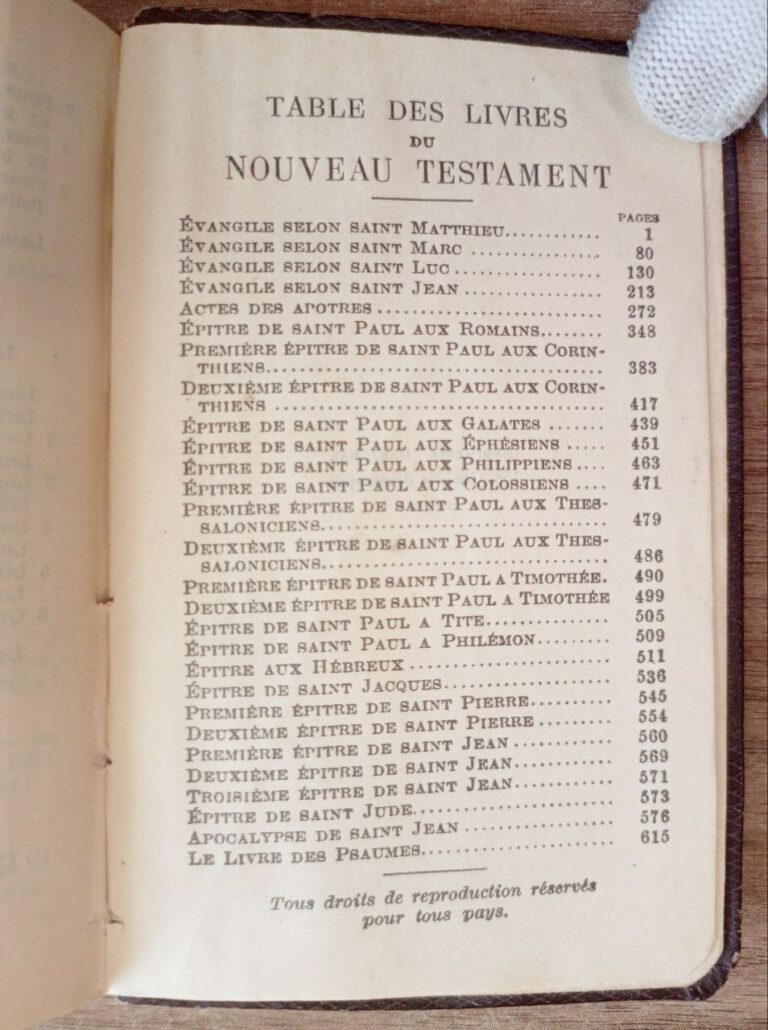 TABLE DES LIVRES
DU
NOUVEAU TESTAMENT
PAGES
ÉVANGILE SELON SAINT MATTHIEU............ 1
ÉVANGILE SELON SAINT MARC ................ 80
ÉVANGILE SELON SAINT LUC .................. 130
ÉVANGILE SELON SAINT JEAN ................. 213
ACTES DES APOTRES ........................... 272
ÉPITRE DE SAINT PAUL AUX ROMAINS........ 348
PREMIÈRE ÉPITRE DE SAINT PAUL AUX CORIN-
THIENS...................................... 383
DEUXIÈME ÉPITRE DE SAINT PAUL AUX CORIN-
THIENS ..................................... 417
ÉPITRE DE SAINT PAUL AUX GALATES ....... 439
ÉPITRE DE SAINT PAUL AUX ÉPHÉSIENS ..... 451
ÉPITRE DE SAINT PAUL AUX PHILIPPIENS.... 463
ÉPITRE DE SAINT PAUL AUX COLOSSIENS .... 471
PREMIÈRE ÉPITRE DE SAINT PAUL AUX THES-
SALONICIENS................................ 479
DEUXIÈME ÉPITRE DE SAINT PAUL AUX THES-
SALONICIENS................................ 486
PREMIÈRE ÉPITRE DE SAINT PAUL A TIMOTHÉE. 490
DEUXIÈME ÉPITRE DE SAINT PAUL A TIMOTHÉE 499
ÉPITRE DE SAINT PAUL A TITE............... 505
ÉPITRE DE SAINT PAUL A PHILÉMON.......... 509
ÉPITRE AUX HÉBREUX ........................ 511
ÉPITRE DE SAINT JACQUES.................... 536
PREMIÈRE ÉPITRE DE SAINT PIERRE........... 545
DEUXIÈME ÉPITRE DE SAINT PIERRE .......... 554
PREMIÈRE ÉPITRE DE SAINT JEAN ............ 560
DEUXIÈME ÉPITRE DE SAINT JEAN............ 569
TROISIÈME ÉPITRE DE SAINT JEAN........... 571
ÉPITRE DE SAINT JUDE...................... 573
APOCALYPSE DE SAINT JEAN ................. 576
LE LIVRE DES PSAUMES....................... 615
Tous droits de reproduction réservés
pour tous pays.